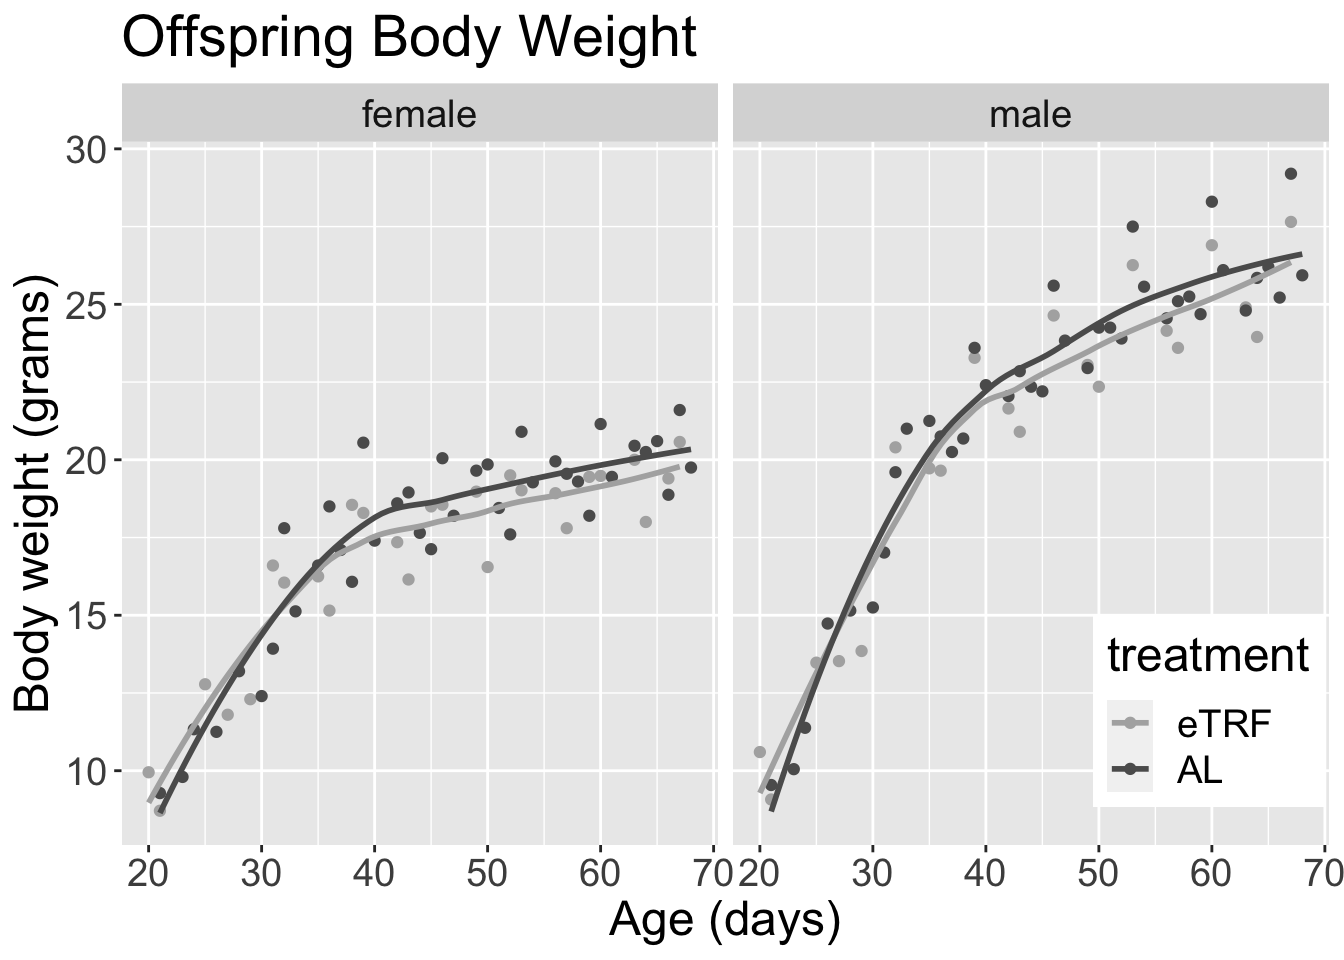 Offspring Body Weight
female
male
Body weight (grams)
30
25
20
15
10
treatment
eTRF
AL
20 30 40 50 60 70 20 30 40 50 60 70
Age (days)